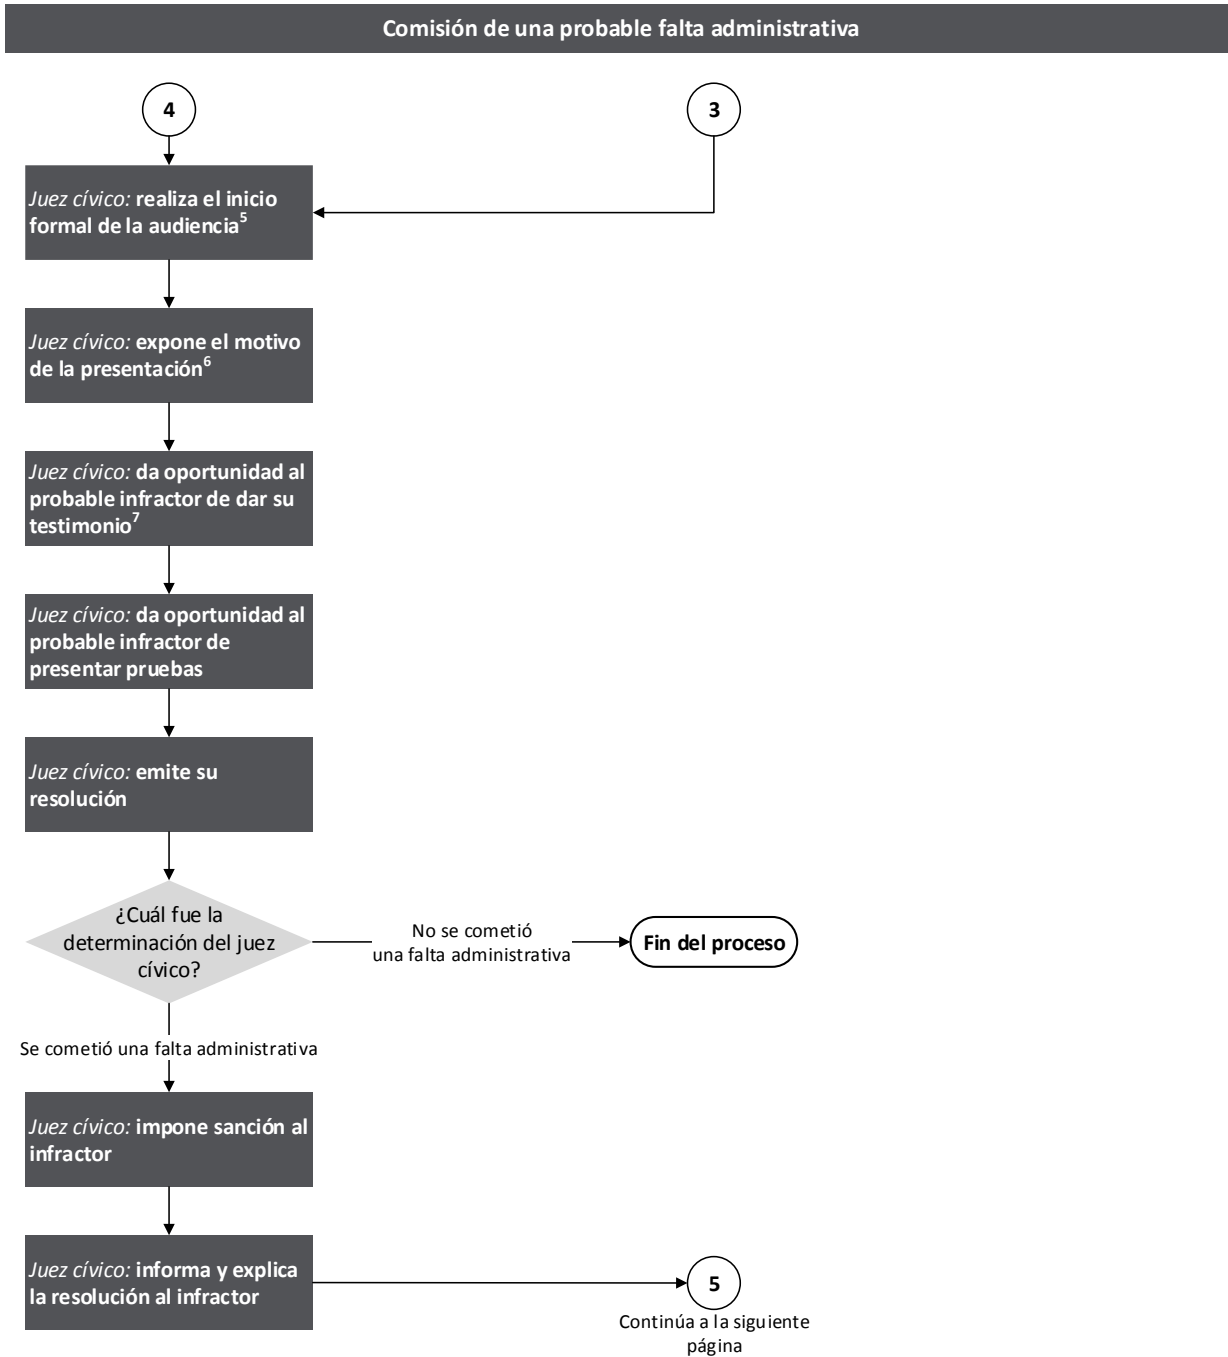 Comisión de una probable falta administrativa
4
3
Juez cívico: realiza el inicio
formal de la audiencia5
Juez cívico: expone el motivo
de la presentación6
Juez cívico: da oportunidad al
probable infractor de dar su
testimonio7
Juez cívico: da oportunidad al
probable infractor de
presentar pruebas
Juez cívico: emite su
resolución
¿Cuál fue la
determinación del juez
cívico?
No se cometió
una falta administrativa
Fin del proceso
Se cometió una falta administrativa
Juez cívico: impone sanción al
infractor
Juez cívico: informa y explica
la resolución al infractor
5
Continúa a la siguiente
página